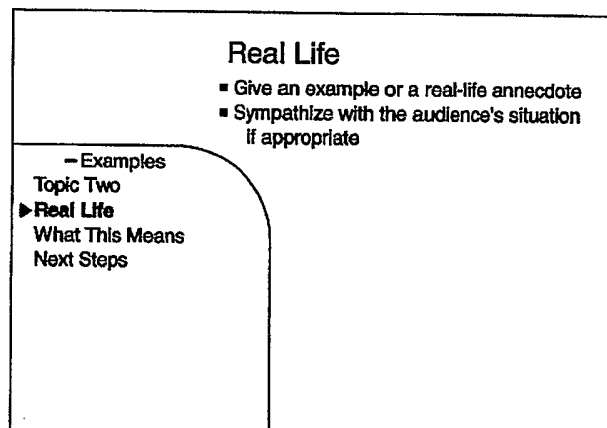 Real Life
▪ Give an example or a real-life annecdote
▪ Sympathize with the audience's situation
if appropriate
– Examples
Topic Two
▶Real Life
What This Means
Next Steps